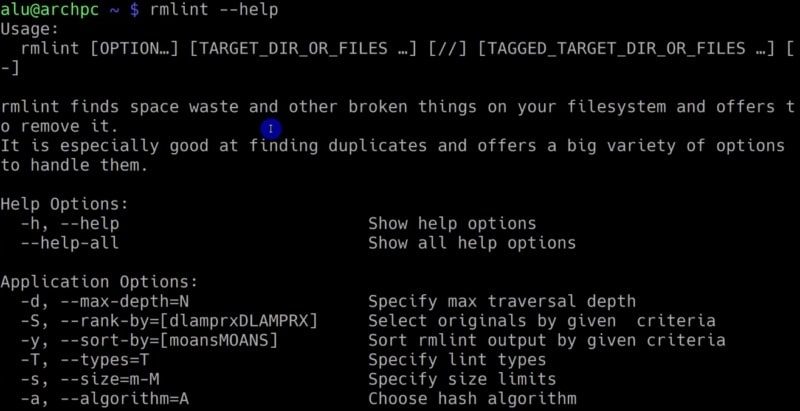 alu@archpc ~ $ rmlint --help
Usage:
  rmlint [OPTION…] [TARGET_DIR_OR_FILES …] [//] [TAGGED_TARGET_DIR_OR_FILES …] [
-]

rmlint finds space waste and other broken things on your filesystem and offers t
o remove it.
It is especially good at finding duplicates and offers a big variety of options
to handle them.

Help Options:
  -h, --help                       Show help options
  --help-all                       Show all help options

Application Options:
  -d, --max-depth=N                Specify max traversal depth
  -S, --rank-by=[dlamprxDLAMPRX]   Select originals by given  criteria
  -y, --sort-by=[moansMOANS]       Sort rmlint output by given criteria
  -T, --types=T                    Specify lint types
  -s, --size=m-M                   Specify size limits
  -a, --algorithm=A                Choose hash algorithm